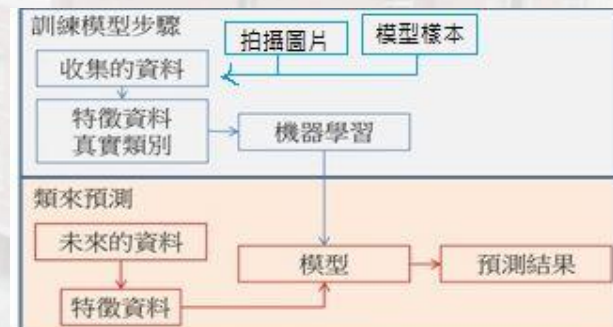 訓練模型步驟
拍攝圖片
模型樣本
收集的資料
特徵資料
真實類別
機器學習
類來預測
未來的資料
模型
預測結果
特徵資料